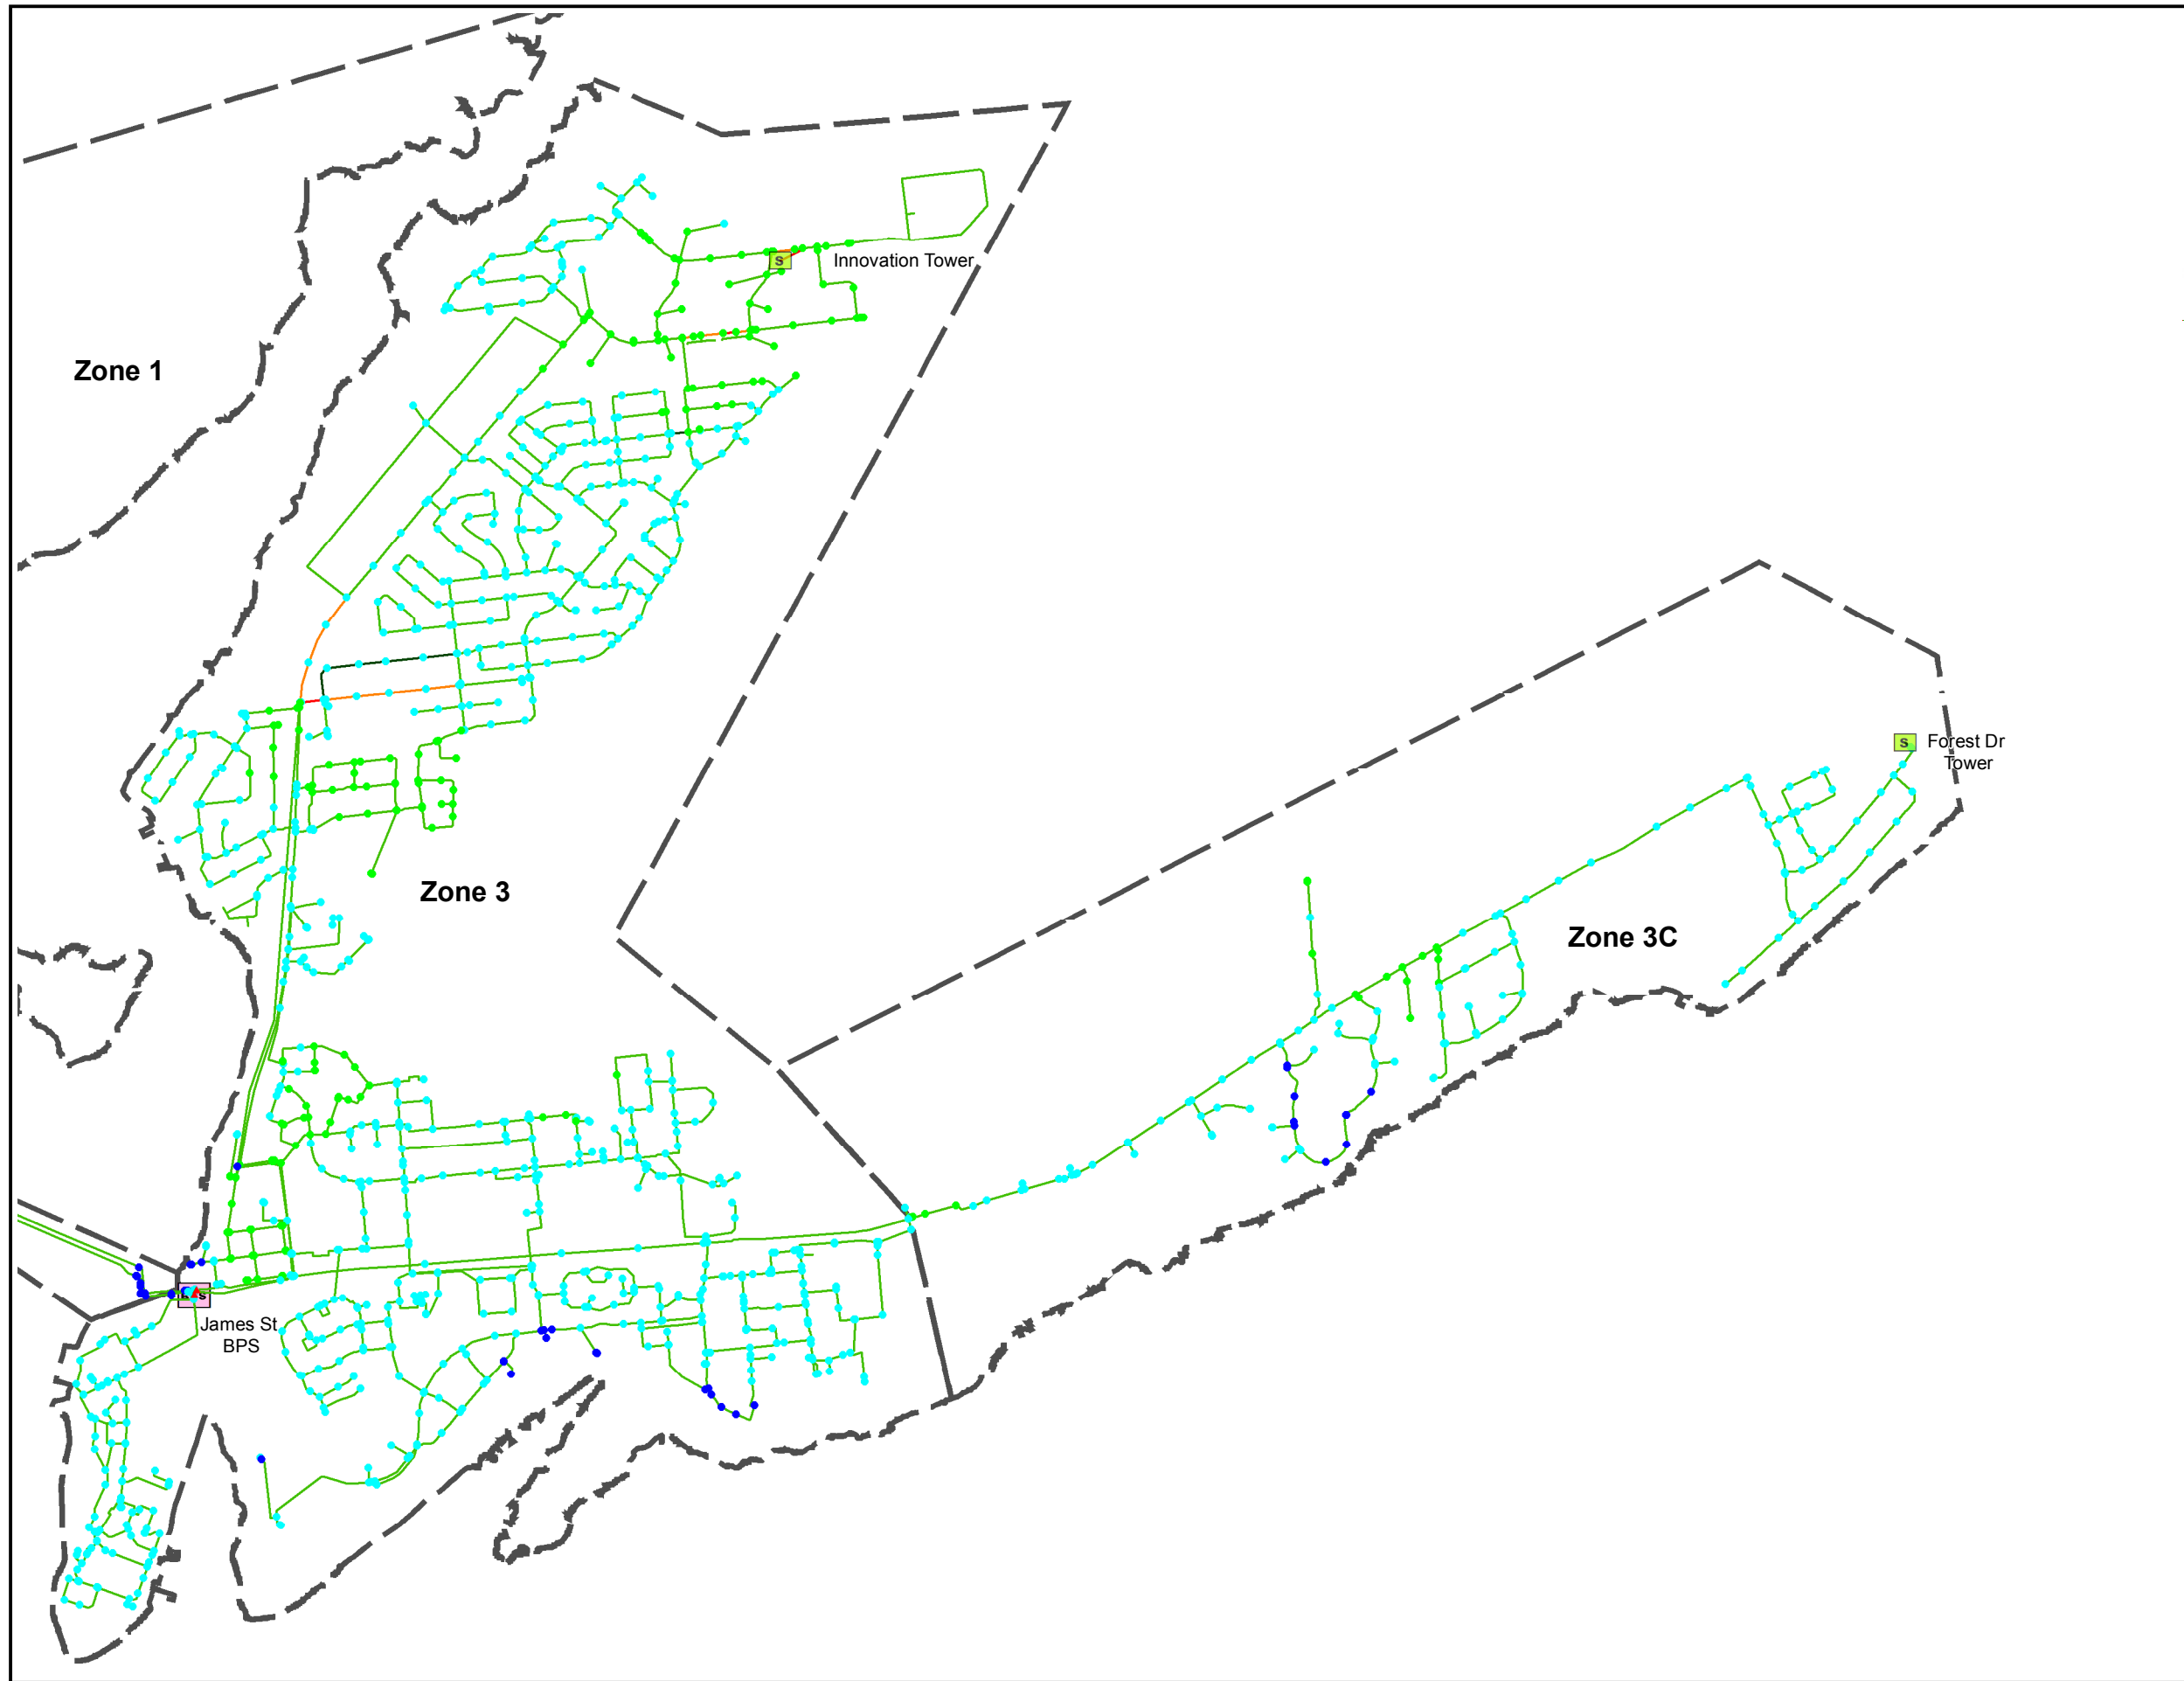 Innovation Tower
Zone 1
S
S
Forest Dr
Tower
Zone 3
Zone 3C
S
James St
BPS